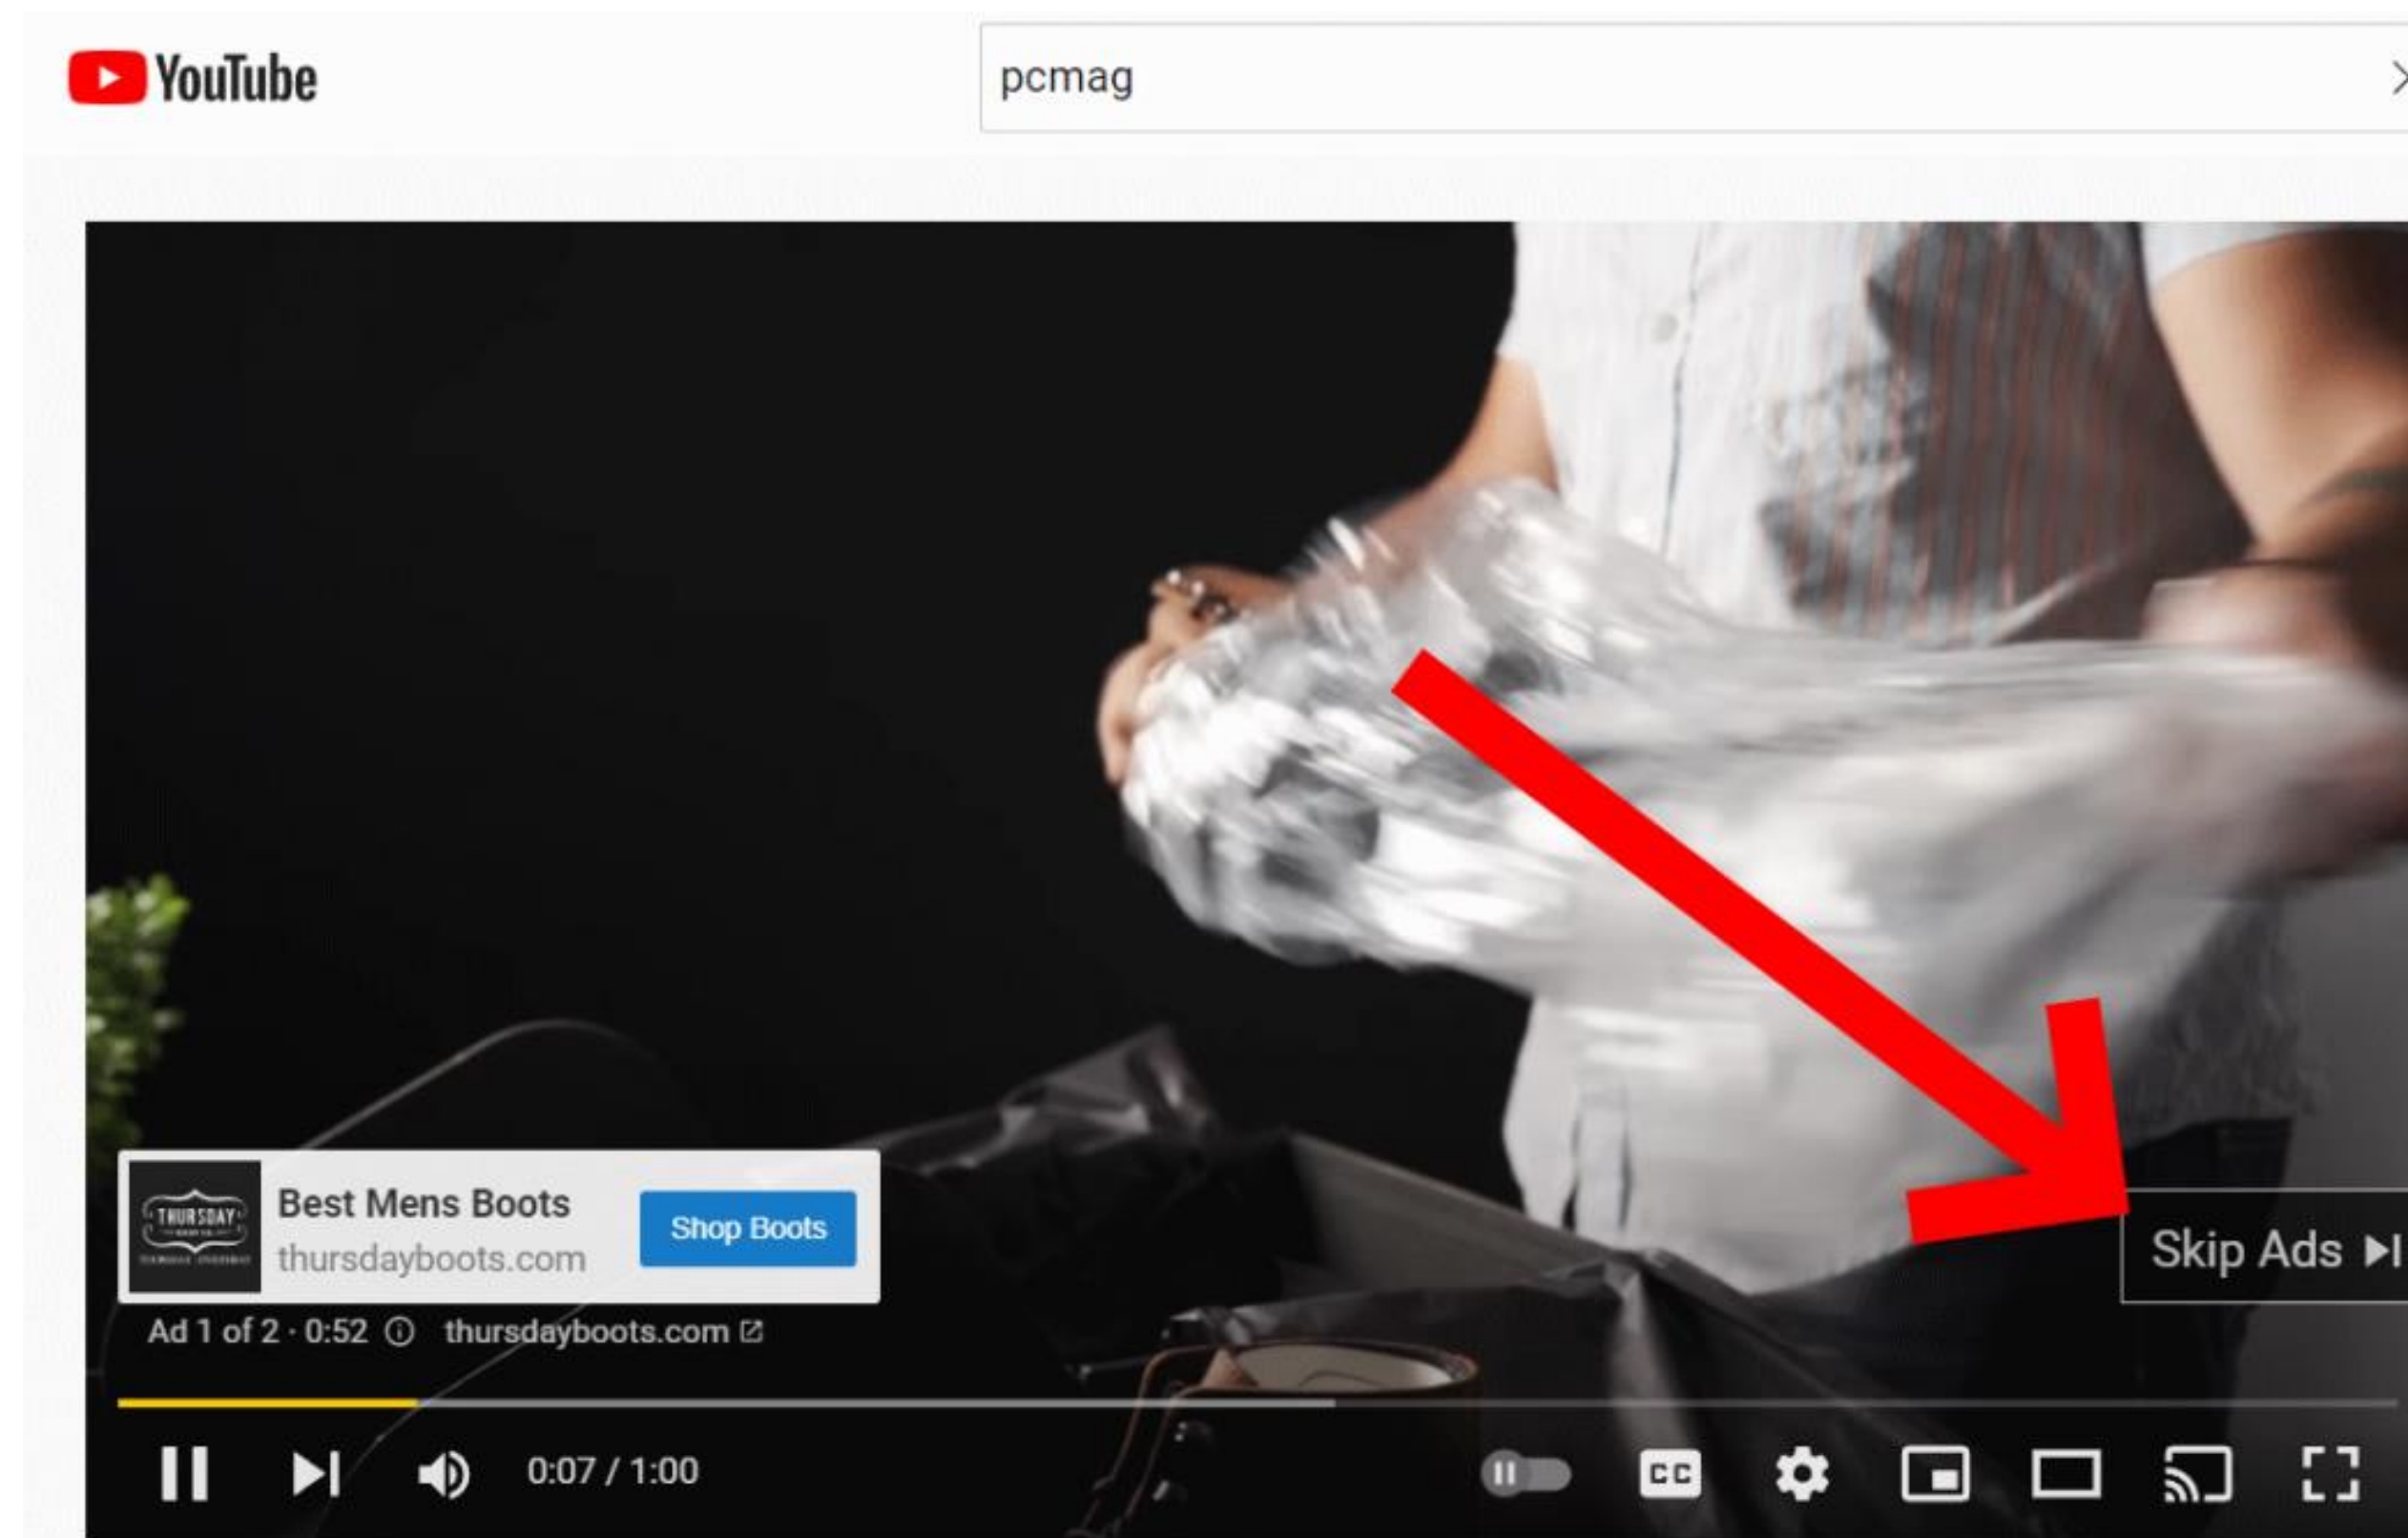 YouTube
pcmag
THURSDAY
Best Mens Boots
thursdayboots.com
Shop Boots
Skip Ads
Ad 1 of 2 · 0:52
thursdayboots.com
0:07 / 1:00
CC